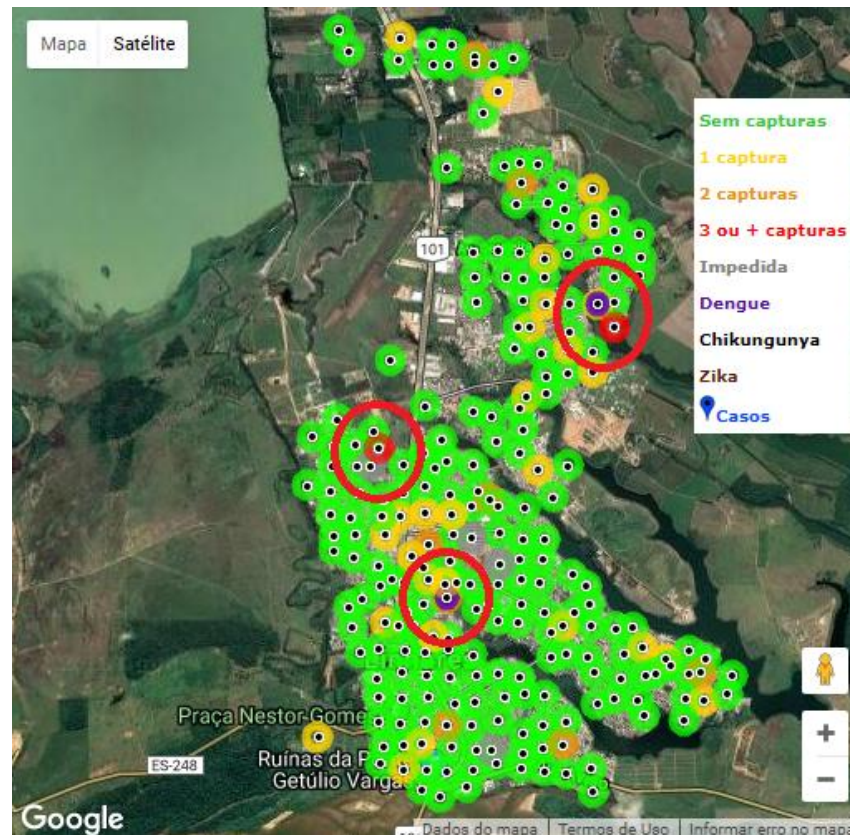 Mapa Satélite
Sem capturas
1 captura
2 capturas
3 ou + capturas
Impedida
Dengue
Chikungunya
Zika
Casos
101
Praça Nestor Gome
ES-248
Ruínas da
Getúlio Varga
Google
Dados do mapa Termos de Uso Informar erro no mapa